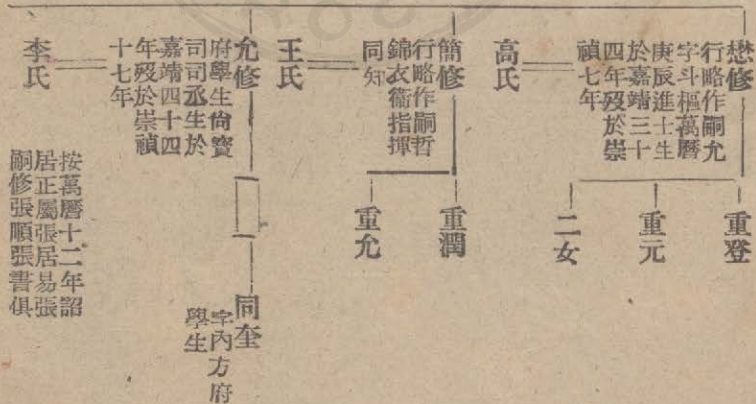 懋修
行略作嗣允
字斗樞萬曆
庚辰進士生
於嘉靖三十
四年歿於崇
禎七年
高氏
重登
重元
二女
簡修
行略作嗣哲
錦衣衞指揮
同知
王氏
重潤
重允
允修
府學生尙寶
司司丞生於
嘉靖四十四
年歿於崇禎
十七年
李氏
同奎
字內方府
學生
按萬曆十二年詔
居正屬張居易張
嗣修張順張書俱